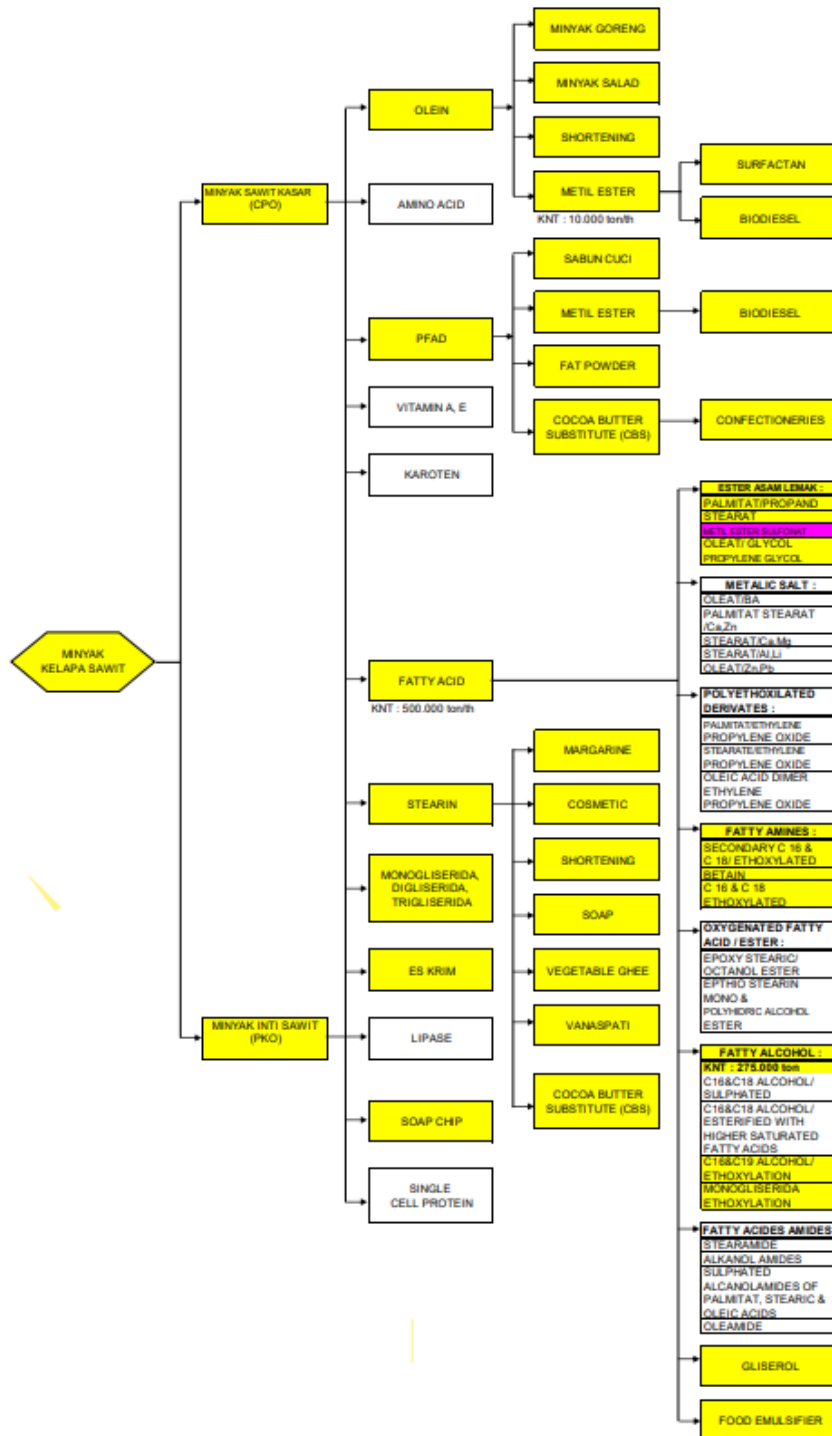 MINYAK
KELAPA SAWIT
MINYAK SAWIT KASAR
(CPO)
MINYAK INTI SAWIT
(PKO)
OLEIN
AMINO ACID
PFAD
VITAMIN A, E
KAROTEN
FATTY ACID
KNT : 500.000 ton/th
STEARIN
MONOGLISERIDA,
DIGLISERIDA,
TRIGLISERIDA
ES KRIM
LIPASE
SOAP CHIP
SINGLE
CELL PROTEIN
MINYAK GORENG
MINYAK SALAD
SHORTENING
METIL ESTER
KNT : 10.000 ton/th
SABUN CUCI
METIL ESTER
FAT POWDER
COCOA BUTTER
SUBSTITUTE (CBS)
MARGARINE
COSMETIC
SHORTENING
SOAP
VEGETABLE GHEE
VANASPATI
COCOA BUTTER
SUBSTITUTE (CBS)
SURFACTAN
BIODIESEL
BIODIESEL
CONFECTIONERIES
ESTER ASAM LEMAK :
PALMITAT/PROPAND
STEARAT
METIL ESTER SULFONAT
OLEAT/ GLYCOL
PROPYLENE GLYCOL
METALIC SALT :
OLEAT/BA
PALMITAT STEARAT
/Ca,Zn
STEARAT/Ca,Mg
STEARAT/Al,Li
OLEAT/Zn,Pb
POLYETHOXILATED
DERIVATES :
PALMITAT/ETHYLENE
PROPYLENE OXIDE
STEARATE/ETHYLENE
PROPYLENE OXIDE
OLEIC ACID DIMER
ETHYLENE
PROPYLENE OXIDE
FATTY AMINES :
SECONDARY C 16 &
C 18/ ETHOXYLATED
BETAIN
C 16 & C 18
ETHOXYLATED
OXYGENATED FATTY
ACID / ESTER :
EPOXY STEARIC/
OCTANOL ESTER
EPTHIO STEARIN
MONO &
POLYHIDRIC ALCOHOL
ESTER
FATTY ALCOHOL :
KNT : 275.000 ton
C16&C18 ALCOHOL/
SULPHATED
C16&C18 ALCOHOL/
ESTERIFIED WITH
HIGHER SATURATED
FATTY ACIDS
C16&C19 ALCOHOL/
ETHOXYLATION
MONOGLISERIDA
ETHOXYLATION
FATTY ACIDES AMIDES
STEARAMIDE
ALKANOL AMIDES
SULPHATED
ALCANOLAMIDES OF
PALMITAT, STEARIC &
OLEIC ACIDS
OLEAMIDE
GLISEROL
FOOD EMULSIFIER